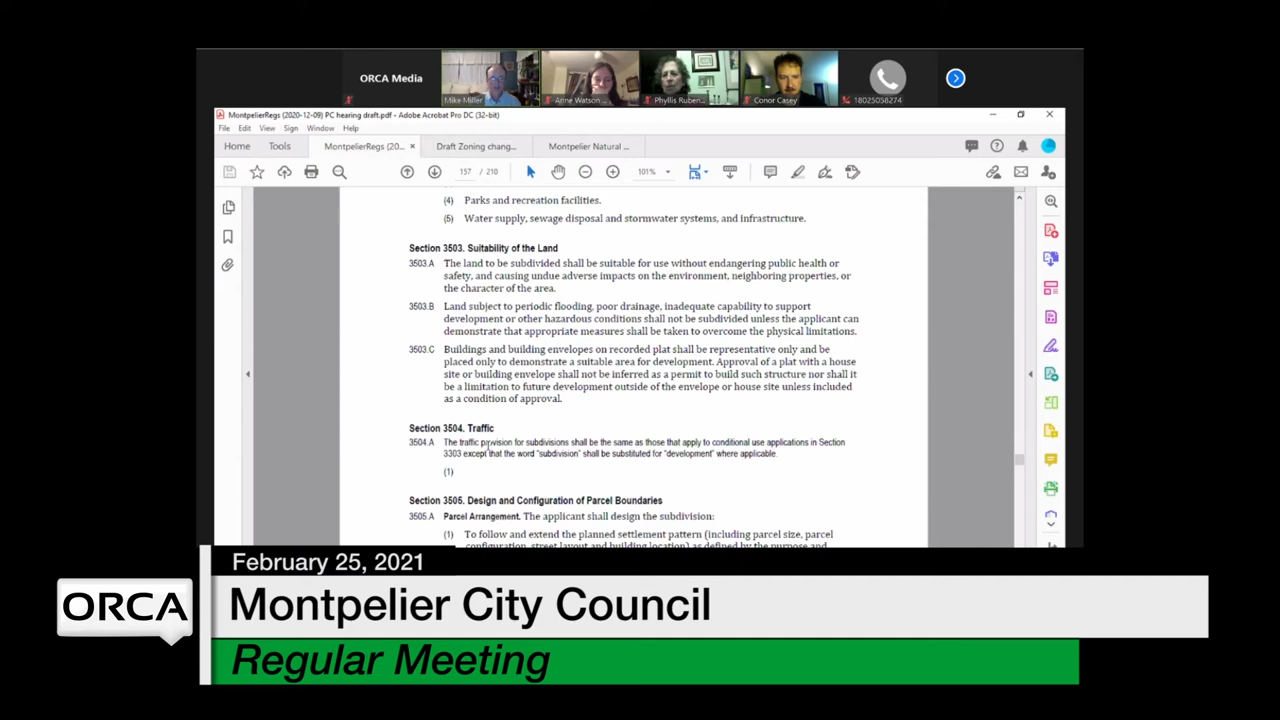 ORCA Media
Mike Miller
Anne Watson
Phyllis Ruben...
Conor Casey
18025058274
MontpelierRegs (2020-12-09) PC hearing draft.pdf - Adobe Acrobat Pro DC (32-bit)
File Edit View Sign Window Help
Home Tools MontpelierRegs (20... × Draft Zoning chang... Montpelier Natural ...
157 / 210 101%
(4) Parks and recreation facilities.
(5) Water supply, sewage disposal and stormwater systems, and infrastructure.
Section 3503. Suitability of the Land
3503.A The land to be subdivided shall be suitable for use without endangering public health or
safety, and causing undue adverse impacts on the environment, neighboring properties, or
the character of the area.
3503.B Land subject to periodic flooding, poor drainage, inadequate capability to support
development or other hazardous conditions shall not be subdivided unless the applicant can
demonstrate that appropriate measures shall be taken to overcome the physical limitations.
3503.C Buildings and building envelopes on recorded plat shall be representative only and be
placed only to demonstrate a suitable area for development. Approval of a plat with a house
site or building envelope shall not be inferred as a permit to build such structure nor shall it
be a limitation to future development outside of the envelope or house site unless included
as a condition of approval.
Section 3504. Traffic
3504.A The traffic provision for subdivisions shall be the same as those that apply to conditional use applications in Section
3303 except that the word "subdivision" shall be substituted for "development" where applicable.
(1)
Section 3505. Design and Configuration of Parcel Boundaries
3505.A Parcel Arrangement. The applicant shall design the subdivision:
(1) To follow and extend the planned settlement pattern (including parcel size, parcel
configuration, street layout and building location) as defined by the purpose and
February 25, 2021
ORCA
Montpelier City Council
Regular Meeting